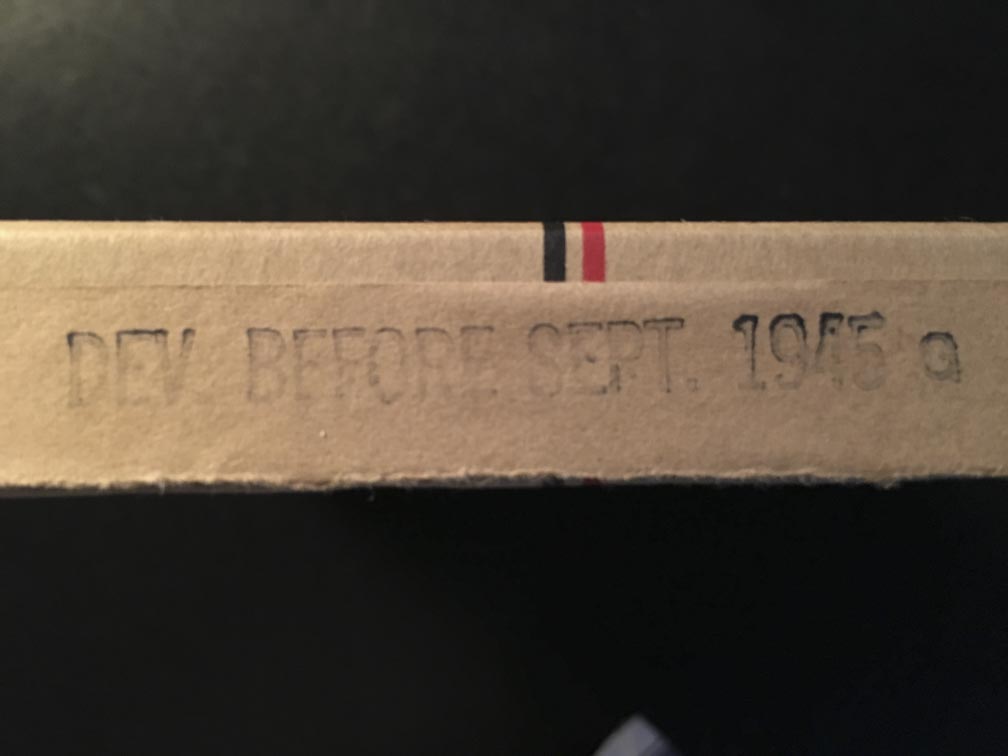 DEV. BEFORE SEPT. 1945 a